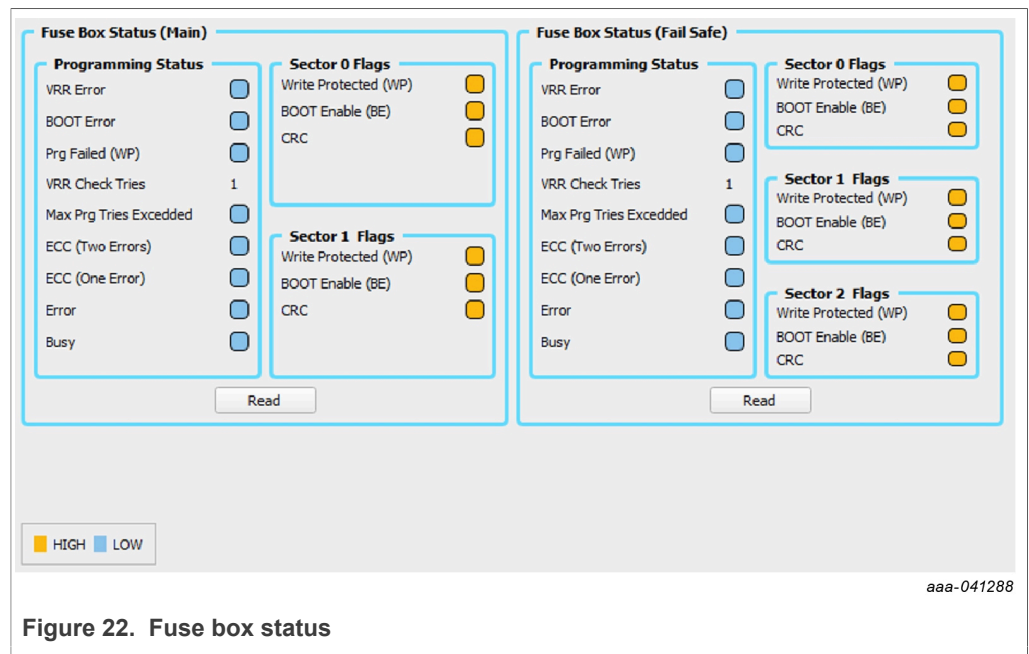 Fuse Box Status (Main)
Programming Status
VRR Error
BOOT Error
Prg Failed (WP)
VRR Check Tries 1
Max Prg Tries Excedded
ECC (Two Errors)
ECC (One Error)
Error
Busy
Sector 0 Flags
Write Protected (WP)
BOOT Enable (BE)
CRC
Sector 1 Flags
Write Protected (WP)
BOOT Enable (BE)
CRC
Read
Fuse Box Status (Fail Safe)
Programming Status
VRR Error
BOOT Error
Prg Failed (WP)
VRR Check Tries 1
Max Prg Tries Excedded
ECC (Two Errors)
ECC (One Error)
Error
Busy
Sector 0 Flags
Write Protected (WP)
BOOT Enable (BE)
CRC
Sector 1 Flags
Write Protected (WP)
BOOT Enable (BE)
CRC
Sector 2 Flags
Write Protected (WP)
BOOT Enable (BE)
CRC
Read
HIGH LOW
aaa-041288
Figure 22. Fuse box status